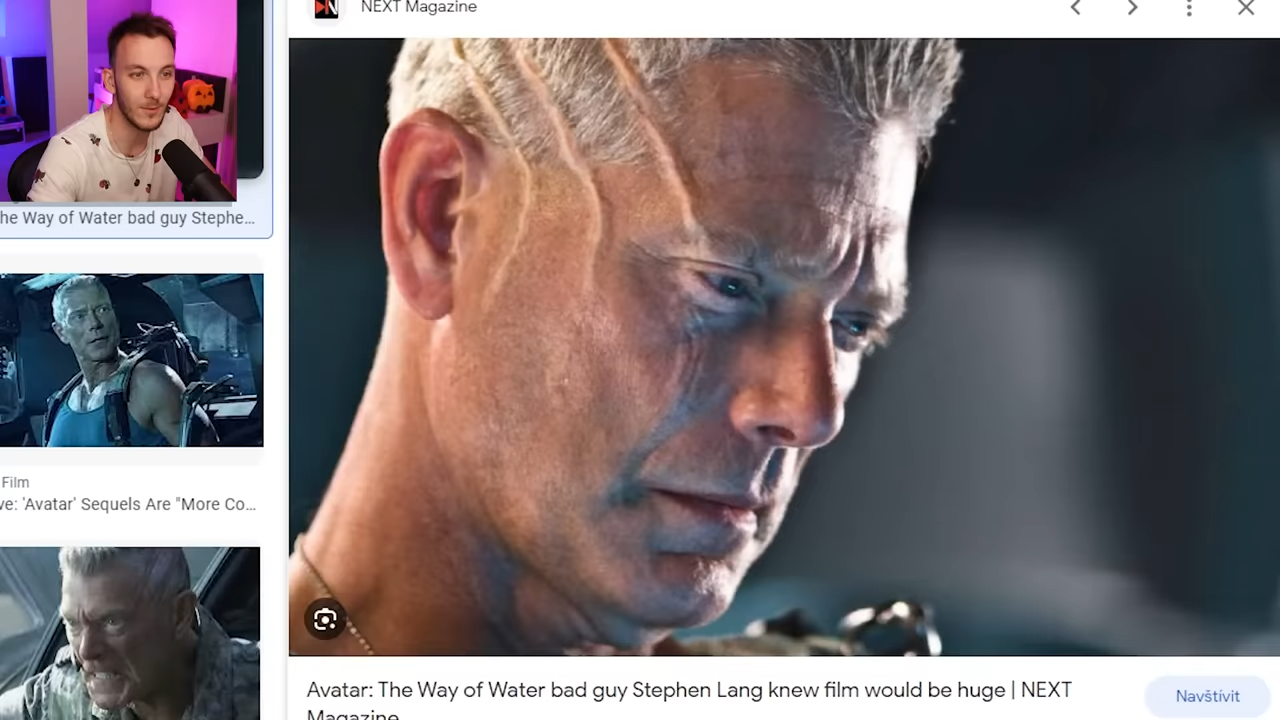 NEXT Magazine
he Way of Water bad guy Stephe...
Film
ve: 'Avatar' Sequels Are "More Co...
Avatar: The Way of Water bad guy Stephen Lang knew film would be huge | NEXT
Magazine
Navštívit